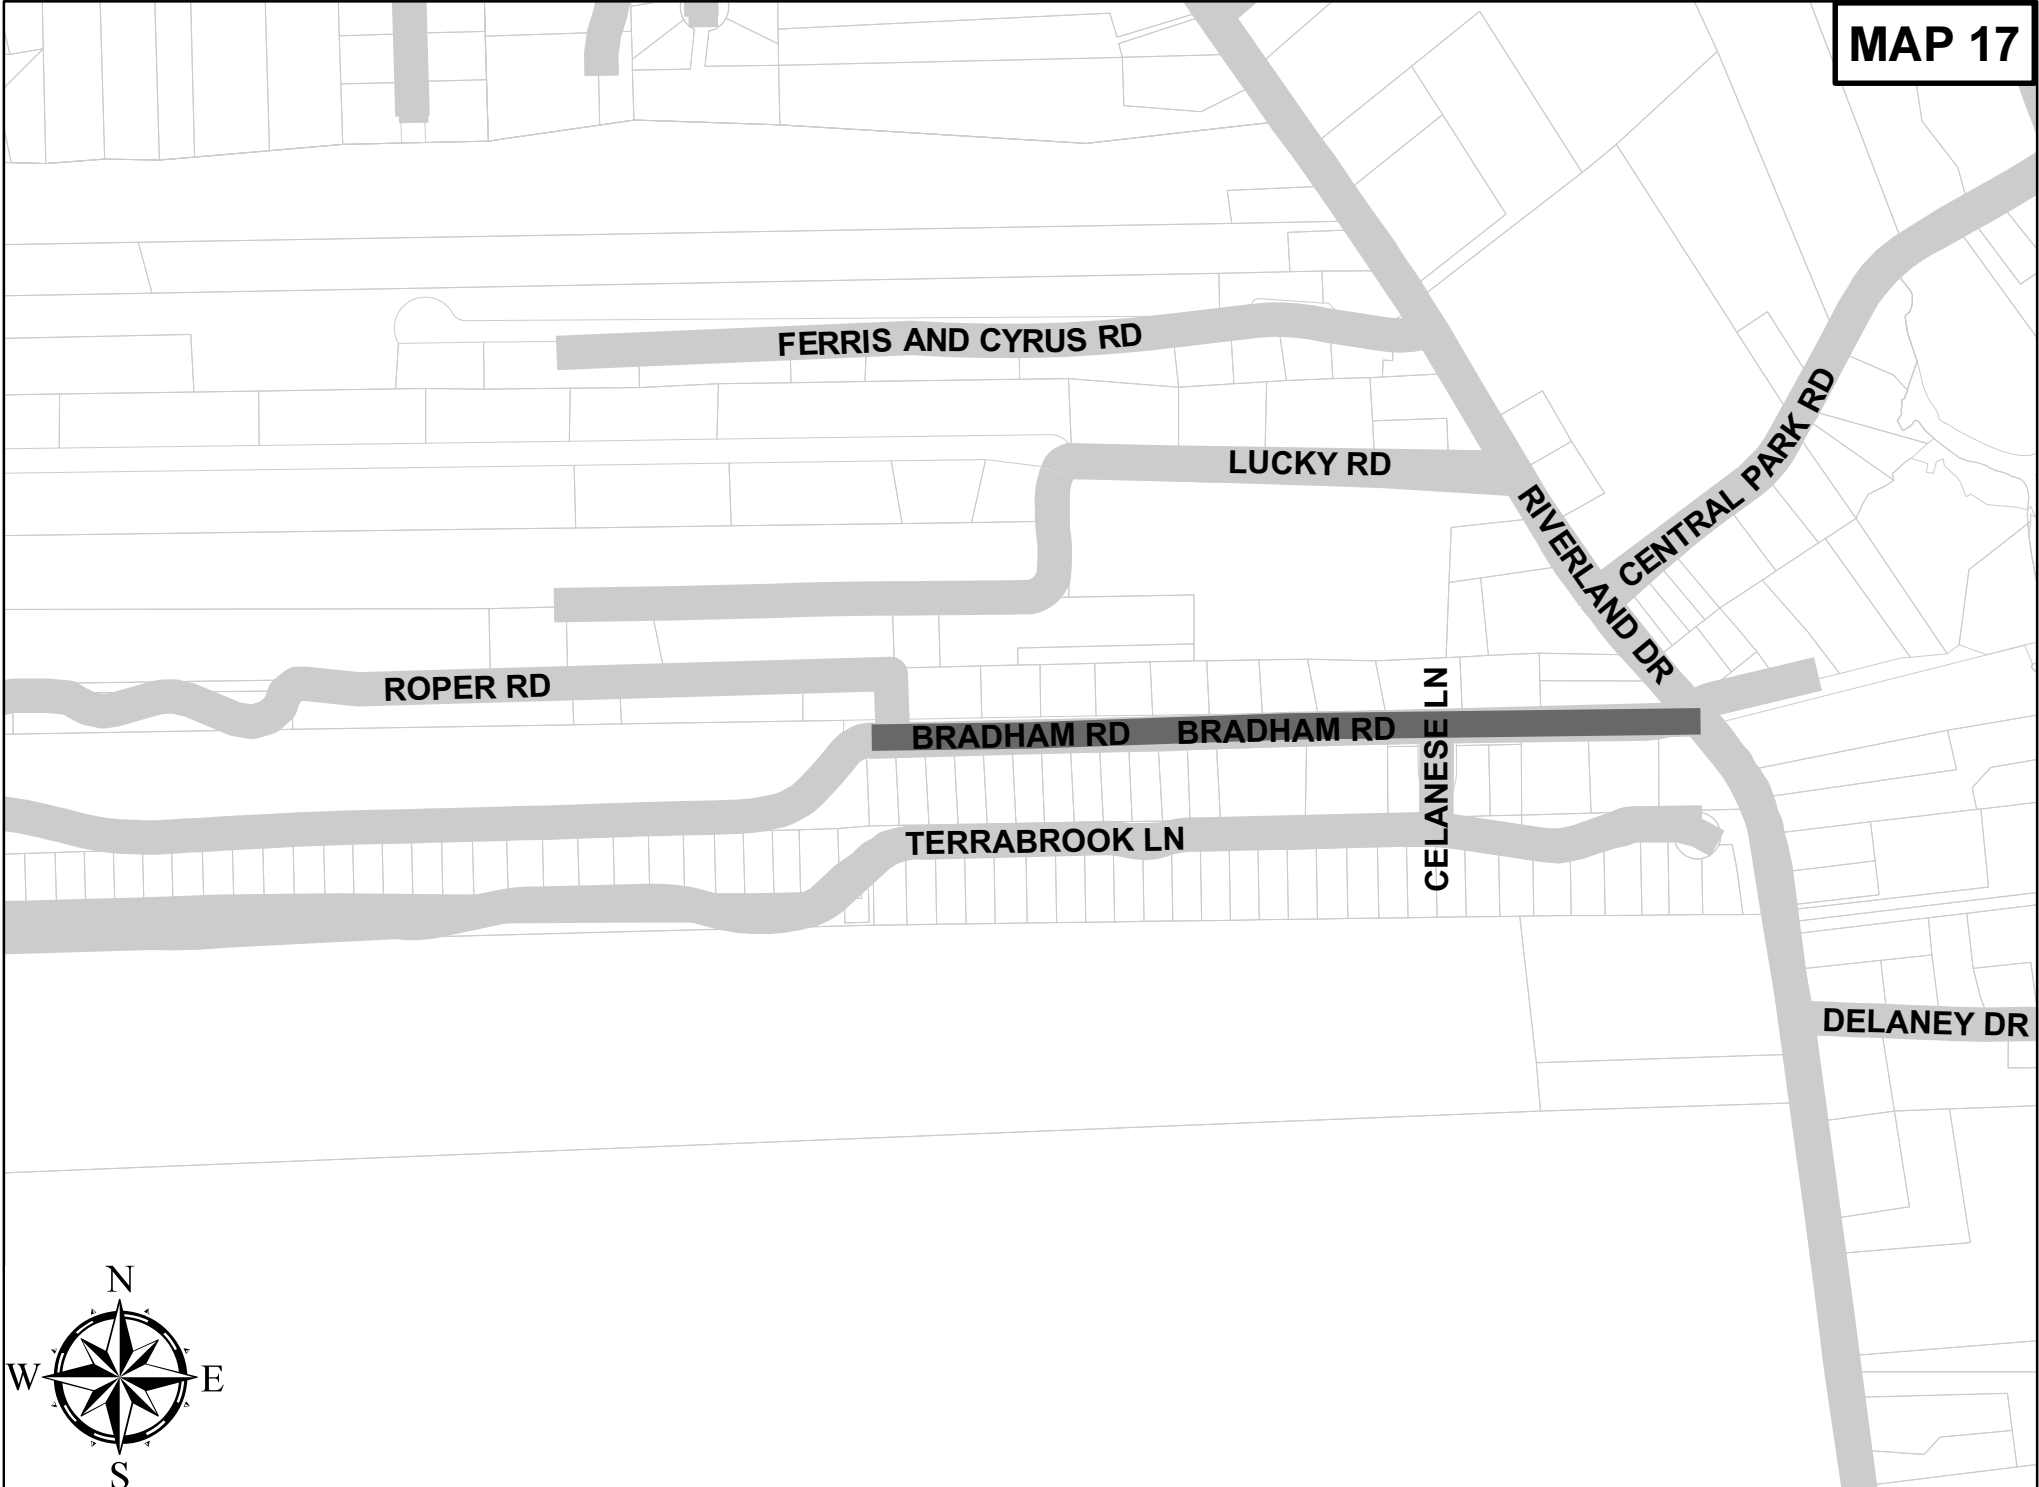 MAP 17
FERRIS AND CYRUS RD
LUCKY RD
CENTRAL PARK RD
RIVERLAND DR
ROPER RD
BRADHAM RD
BRADHAM RD
CELANESE LN
TERRABROOK LN
DELANEY DR
N
W
E
S